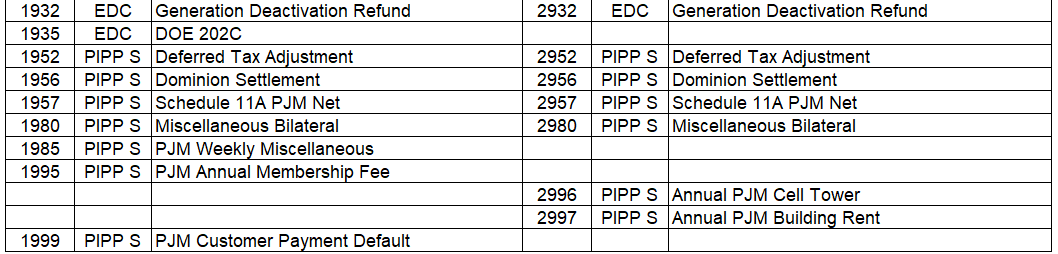 1932 EDC Generation Deactivation Refund 2932 EDC Generation Deactivation Refund
1935 EDC DOE 202C
1952 PIPP S Deferred Tax Adjustment 2952 PIPP S Deferred Tax Adjustment
1956 PIPP S Dominion Settlement 2956 PIPP S Dominion Settlement
1957 PIPP S Schedule 11A PJM Net 2957 PIPP S Schedule 11A PJM Net
1980 PIPP S Miscellaneous Bilateral 2980 PIPP S Miscellaneous Bilateral
1985 PIPP S PJM Weekly Miscellaneous
1995 PIPP S PJM Annual Membership Fee
2996 PIPP S Annual PJM Cell Tower
2997 PIPP S Annual PJM Building Rent
1999 PIPP S PJM Customer Payment Default